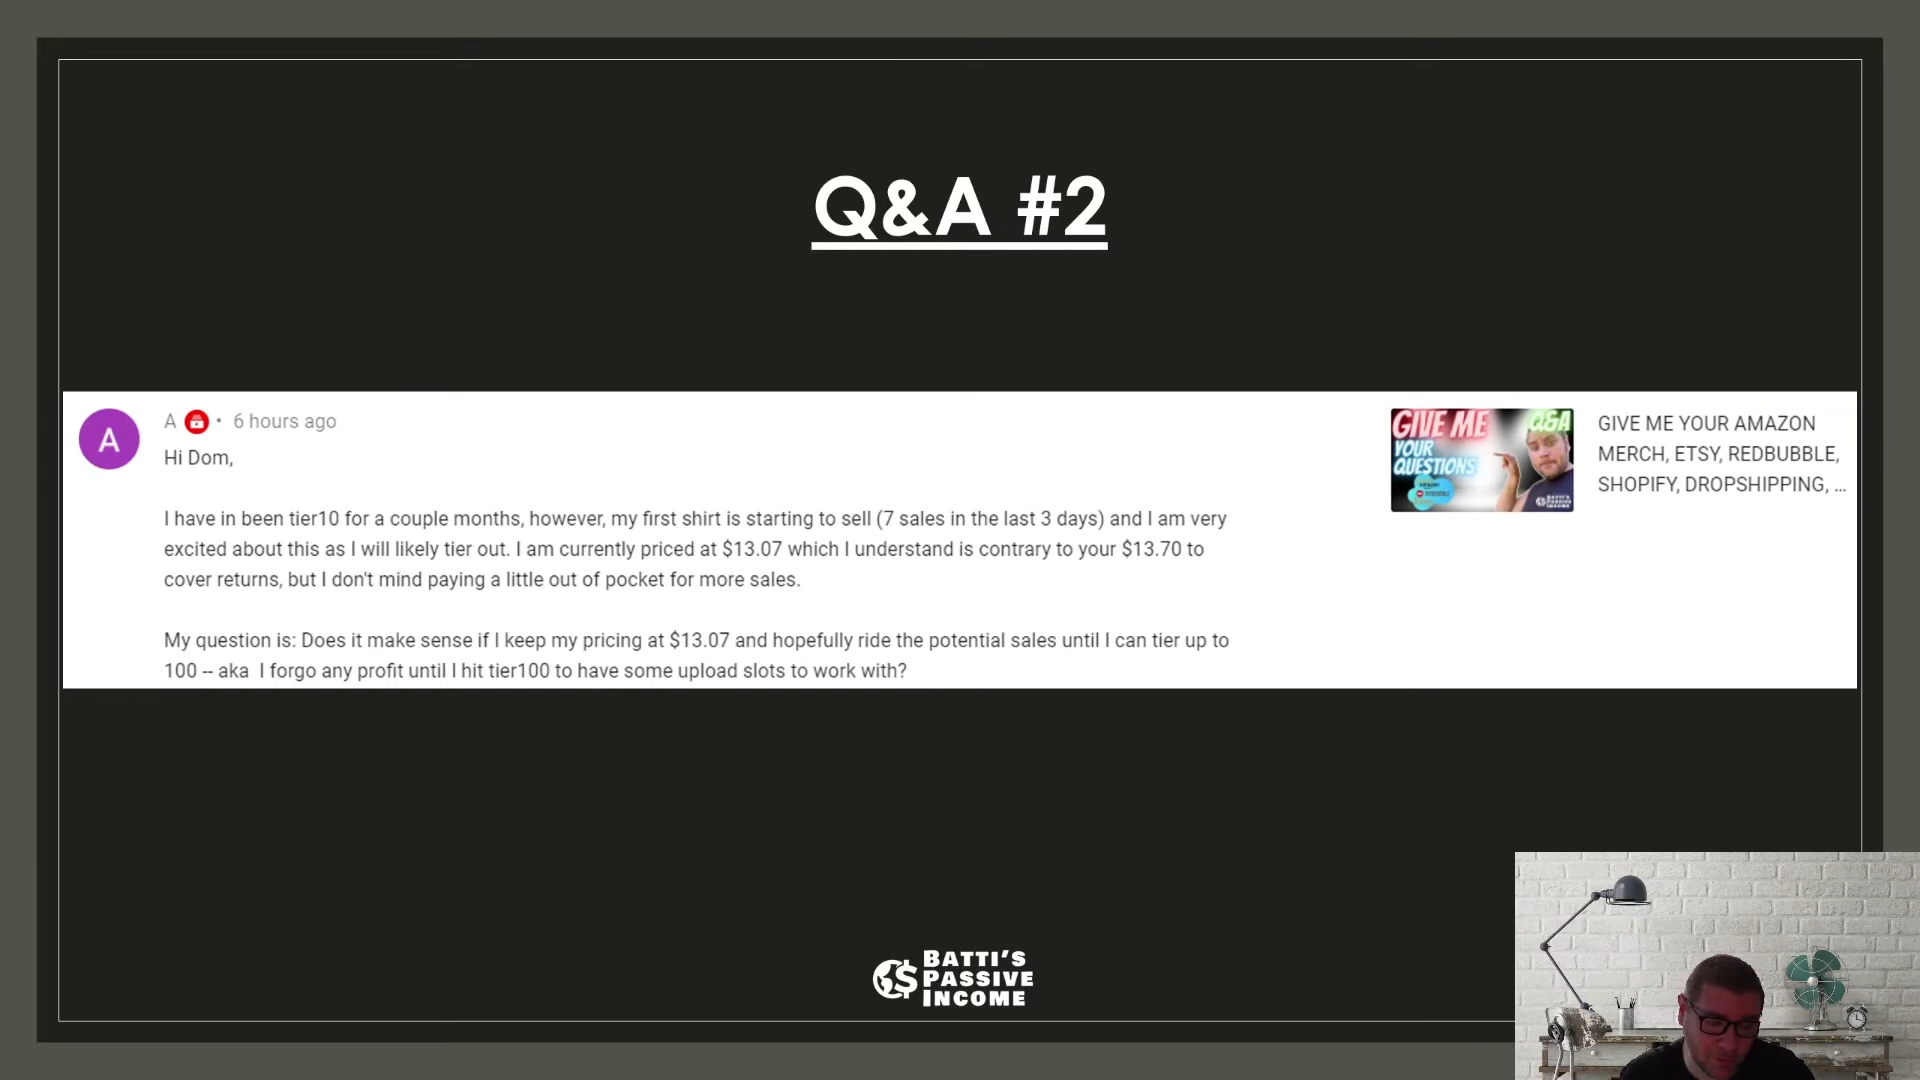 Q&A #2
A
A • 6 hours ago
Hi Dom,
I have in been tier10 for a couple months, however, my first shirt is starting to sell (7 sales in the last 3 days) and I am very
excited about this as I will likely tier out. I am currently priced at $13.07 which I understand is contrary to your $13.70 to
cover returns, but I don't mind paying a little out of pocket for more sales.
My question is: Does it make sense if I keep my pricing at $13.07 and hopefully ride the potential sales until I can tier up to
100 -- aka  I forgo any profit until I hit tier100 to have some upload slots to work with?
GIVE ME
YOUR
QUESTIONS
Q&A
GIVE ME YOUR AMAZON
MERCH, ETSY, REDBUBBLE,
SHOPIFY, DROPSHIPPING, ...
BATTI'S
PASSIVE
INCOME